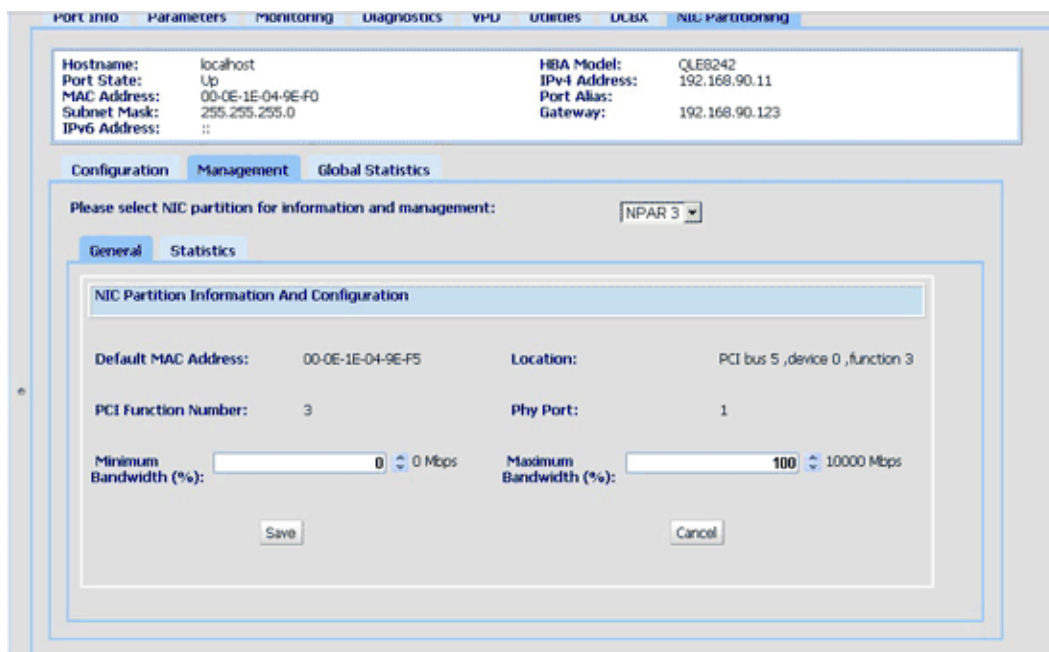 Port Info Parameters Monitoring Diagnostics VPD Utilities DCBX NIC Partitioning
Hostname: localhost HBA Model: QLE8242
Port State: Up IPv4 Address: 192.168.90.11
MAC Address: 00-0E-1E-04-9E-F0 Port Alias:
Subnet Mask: 255.255.255.0 Gateway: 192.168.90.123
IPv6 Address: ::
Configuration Management Global Statistics
Please select NIC partition for information and management: NPAR 3
General Statistics
NIC Partition Information And Configuration
Default MAC Address: 00-0E-1E-04-9E-F5 Location: PCI bus 5 ,device 0 ,function 3
PCI Function Number: 3 Phy Port: 1
Minimum Bandwidth (%): 0 0 Mbps Maximum Bandwidth (%): 100 10000 Mbps
Save Cancel